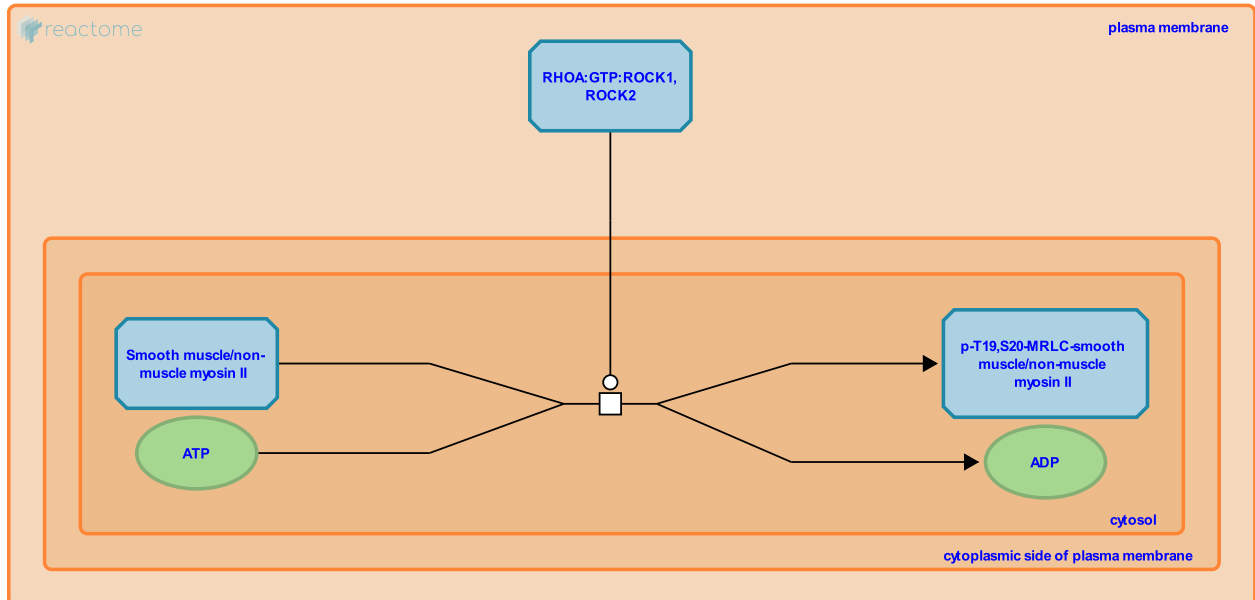 reactome
plasma membrane
RHOA:GTP:ROCK1,
ROCK2
Smooth muscle/non-
muscle myosin II
ATP
p-T19,S20-MRLC-smooth
muscle/non-muscle
myosin II
ADP
cytosol
cytoplasmic side of plasma membrane